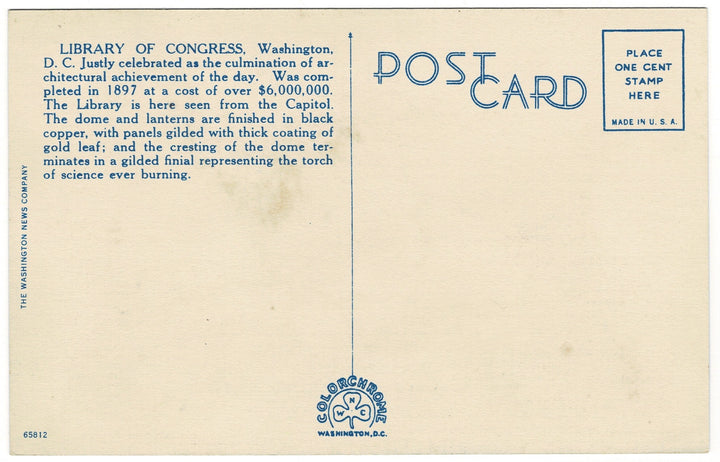 LIBRARY OF CONGRESS, Washington,
D. C. Justly celebrated as the culmination of ar-
chitectural achievement of the day. Was com-
pleted in 1897 at a cost of over $6,000,000.
The Library is here seen from the Capitol.
The dome and lanterns are finished in black
copper, with panels gilded with thick coating of
gold leaf; and the cresting of the dome ter-
minates in a gilded finial representing the torch
of science ever burning.
THE WASHINGTON NEWS COMPANY
65812
POST
CARD
PLACE
ONE CENT
STAMP
HERE
MADE IN U. S. A.
COLORCHROME
N
W C
WASHINGTON, D.C.